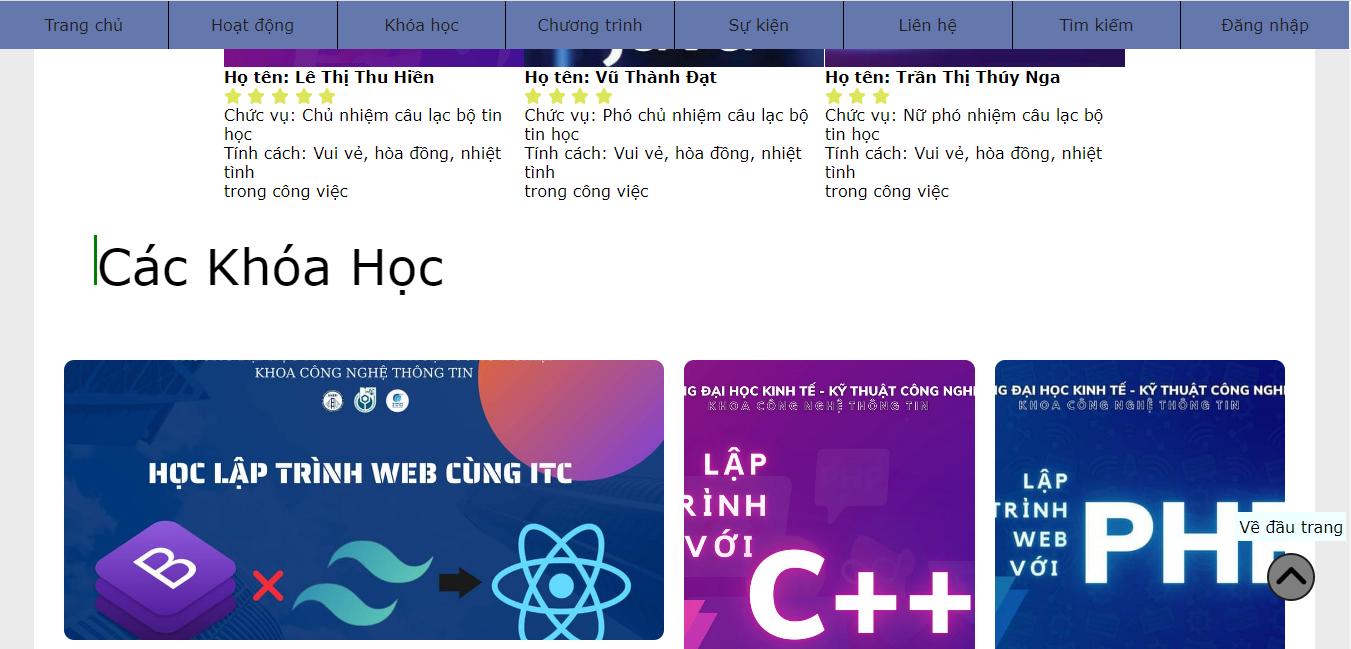 Trang chủ
Hoạt động
Khóa học
Chương trình
Sự kiện
Liên hệ
Tìm kiếm
Đăng nhập
Họ tên: Lê Thị Thu Hiền
Chức vụ: Chủ nhiệm câu lạc bộ tin
học
Tính cách: Vui vẻ, hòa đồng, nhiệt
tình
trong công việc
Họ tên: Vũ Thành Đạt
Chức vụ: Phó chủ nhiệm câu lạc bộ
tin học
Tính cách: Vui vẻ, hòa đồng, nhiệt
tình
trong công việc
Họ tên: Trần Thị Thúy Nga
Chức vụ: Nữ phó nhiệm câu lạc bộ
tin học
Tính cách: Vui vẻ, hòa đồng, nhiệt
tình
trong công việc
Các Khóa Học
KHOA CÔNG NGHỆ THÔNG TIN
HỌC LẬP TRÌNH WEB CÙNG ITC
B
NG ĐẠI HỌC KINH TẾ - KỸ THUẬT CÔNG NGH
KHOA CÔNG NGHỆ THÔNG TIN
LẬP
RÌNH
VỚI
C++
NG ĐẠI HỌC KINH TẾ - KỸ THUẬT CÔNG NGH
KHOA CÔNG NGHỆ THÔNG TIN
LẬP
TRÌNH
WEB
VỚI
PHP
Về đầu trang